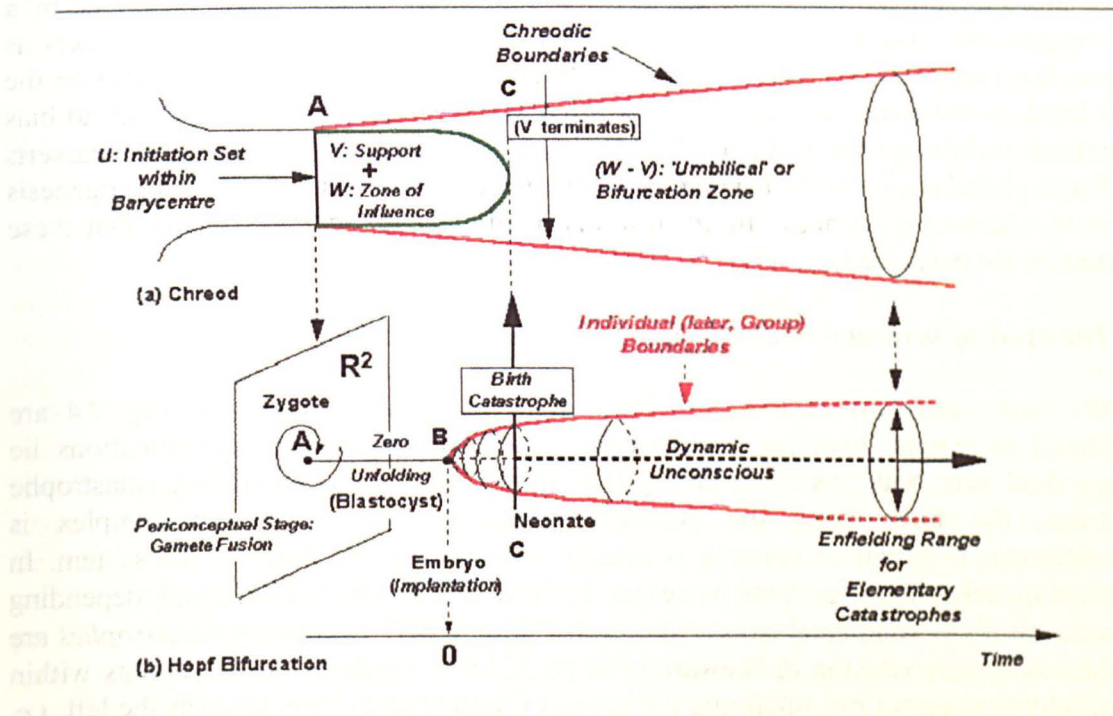 Chreodic
Boundaries
A
C
(V terminates)
U: Initiation Set
within
Barycentre
V: Support
+
W: Zone of
Influence
(W - V): 'Umbilical' or
Bifurcation Zone
(a) Chreod
Individual (later, Group)
Boundaries
R²
Zygote
Birth
Catastrophe
A
Zero
Unfolding
(Blastocyst)
B
Dynamic
Unconscious
Periconceptual Stage:
Gamete Fusion
Neonate
C
Embryo
(Implantation)
Enfielding Range
for
Elementary
Catastrophes
(b) Hopf Bifurcation
0
Time